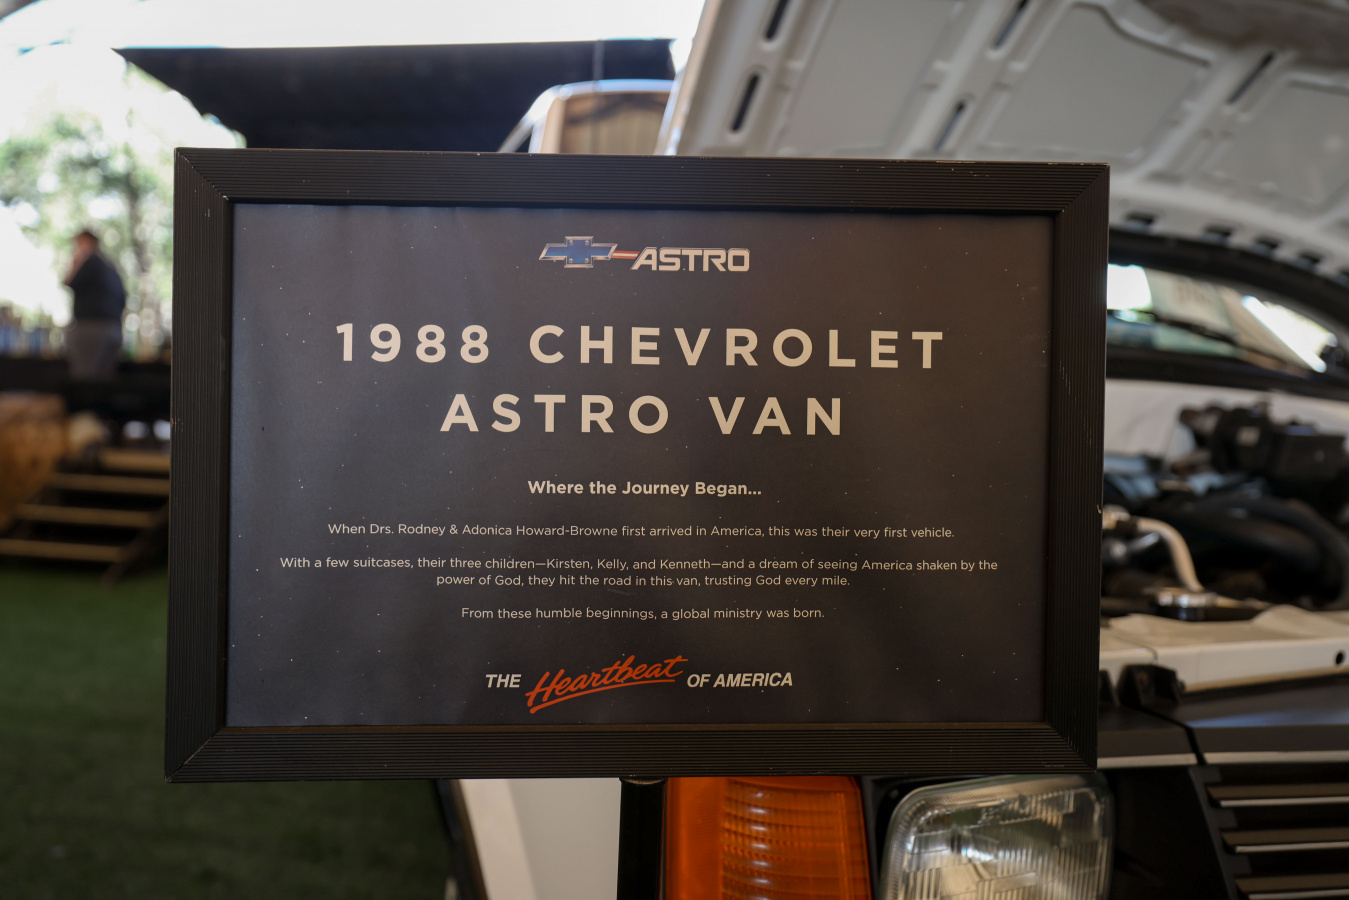 ASTRO
1988 CHEVROLET
ASTRO VAN
Where the Journey Began...
When Drs. Rodney & Adonica Howard-Browne first arrived in America, this was their very first vehicle.
With a few suitcases, their three children—Kirsten, Kelly, and Kenneth—and a dream of seeing America shaken by the
power of God, they hit the road in this van, trusting God every mile.
From these humble beginnings, a global ministry was born.
THE Heartbeat OF AMERICA